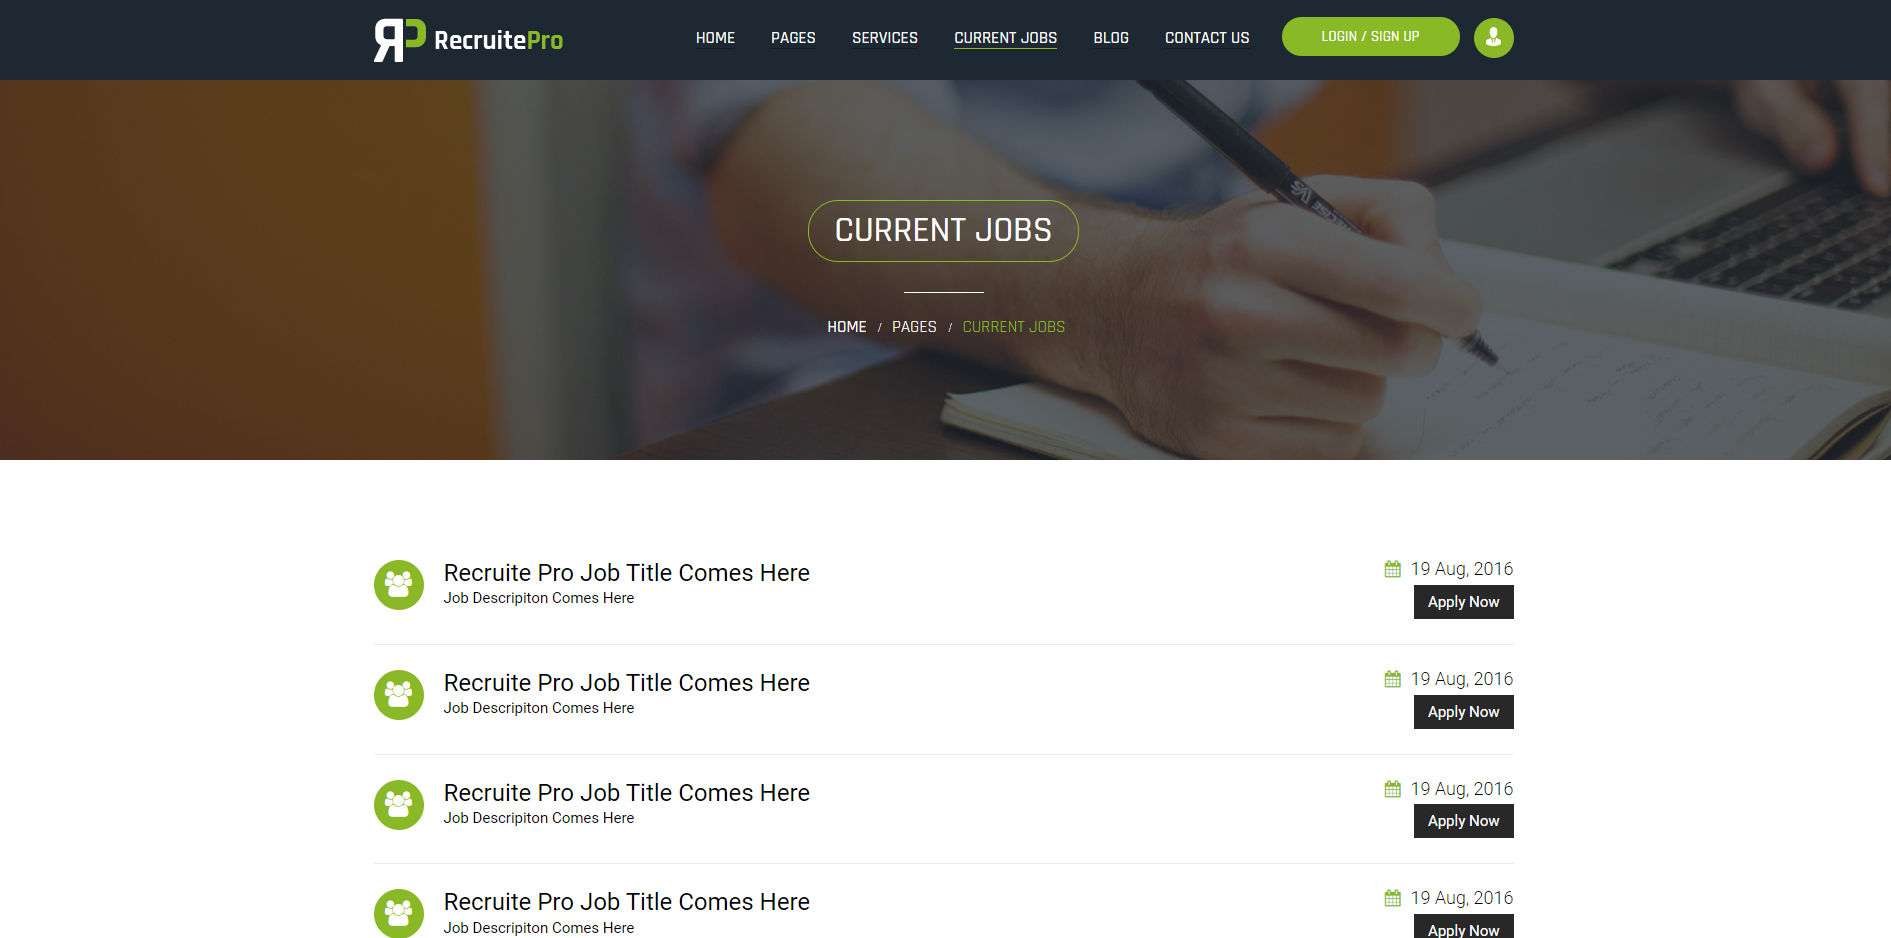 RP RecruitePro
HOME PAGES SERVICES CURRENT JOBS BLOG CONTACT US LOGIN / SIGN UP
CURRENT JOBS
HOME / PAGES / CURRENT JOBS
Recruite Pro Job Title Comes Here
Job Descripiton Comes Here
19 Aug, 2016
Apply Now
Recruite Pro Job Title Comes Here
Job Descripiton Comes Here
19 Aug, 2016
Apply Now
Recruite Pro Job Title Comes Here
Job Descripiton Comes Here
19 Aug, 2016
Apply Now
Recruite Pro Job Title Comes Here
Job Descripiton Comes Here
19 Aug, 2016
Apply Now